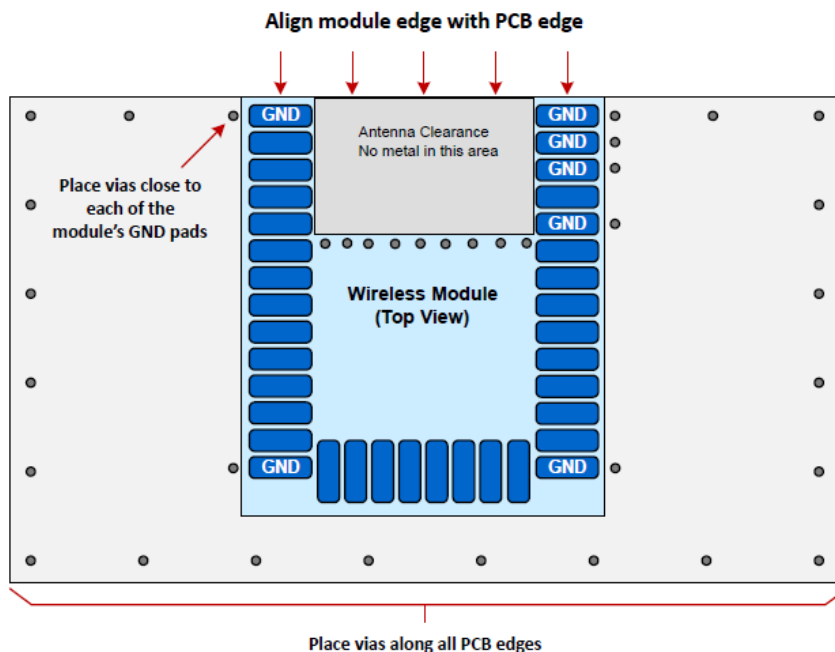 Align module edge with PCB edge
GND
GND
Antenna Clearance
No metal in this area
GND
GND
Place vias close to
each of the
module's GND pads
GND
Wireless Module
(Top View)
GND
GND
Place vias along all PCB edges